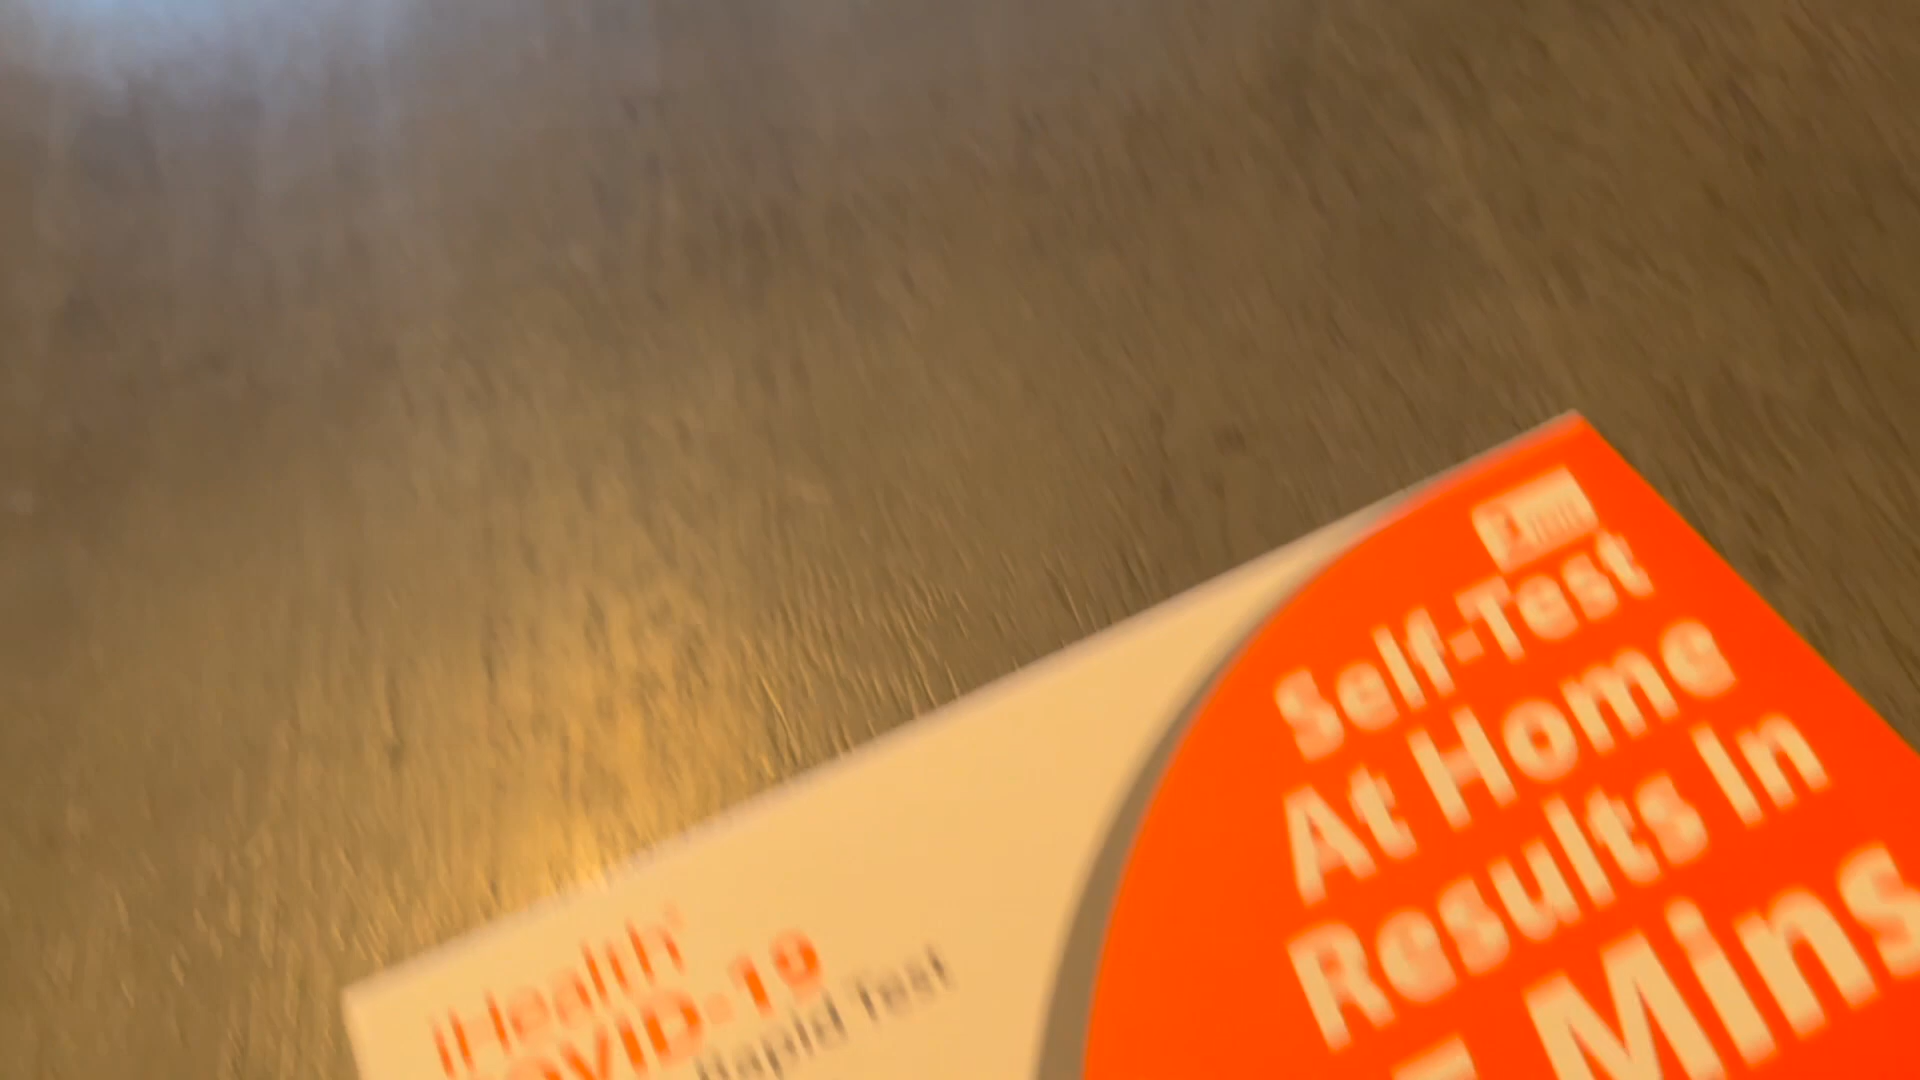 Self-Test
At Home
Results In
Mins
iHealth®
COVID-19
Rapid Test